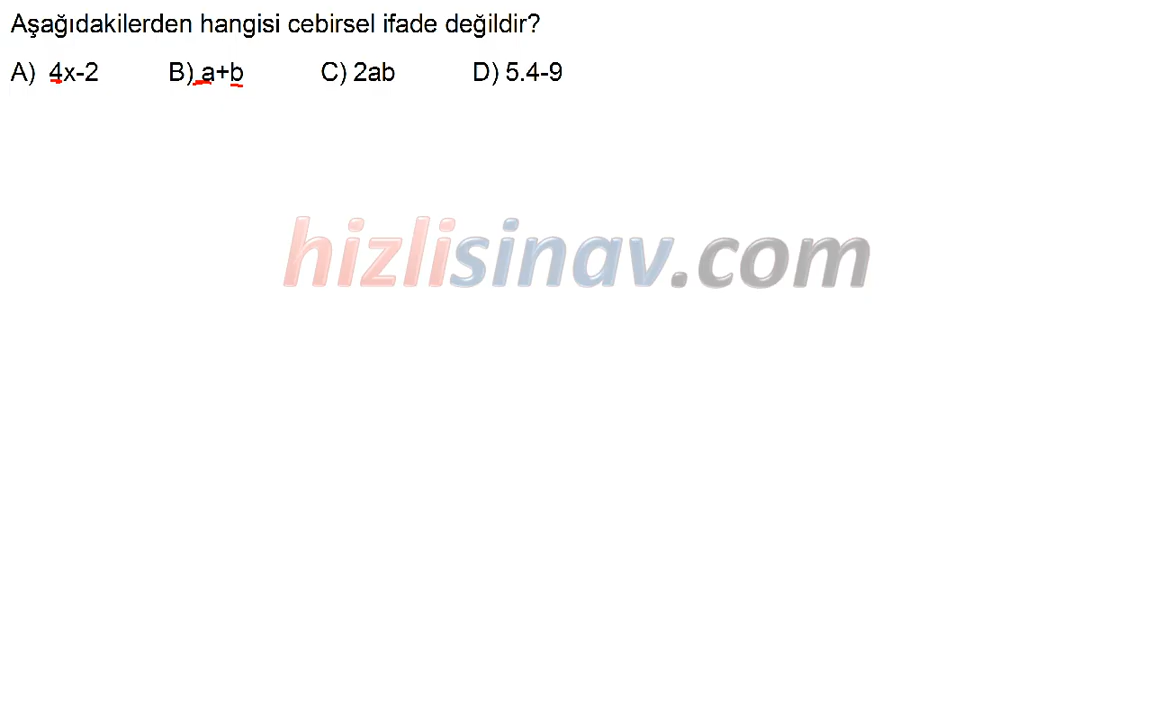 Aşağıdakilerden hangisi cebirsel ifade değildir?
A) 4x-2 B) a+b C) 2ab D) 5.4-9
hizlisinav.com